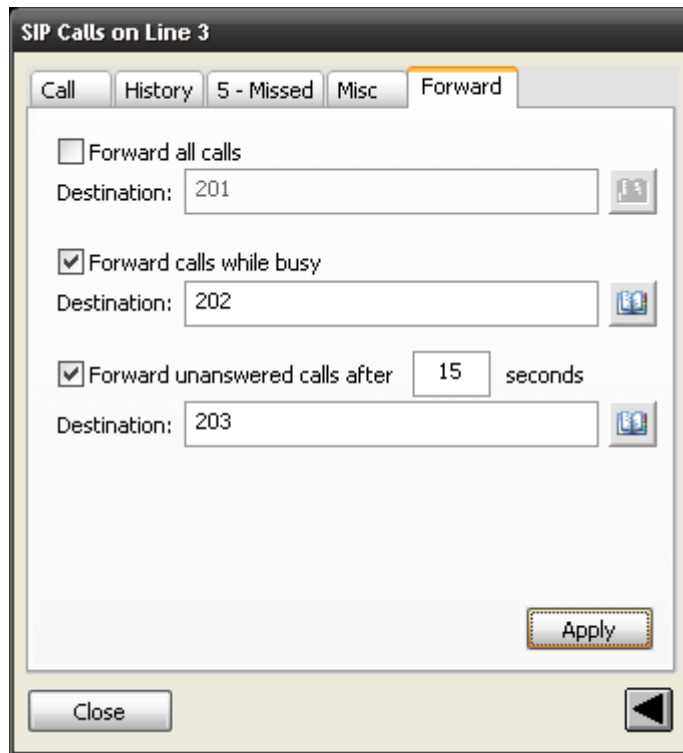 SIP Calls on Line 3
Call History 5 - Missed Misc Forward
Forward all calls
Destination: 201
Forward calls while busy
Destination: 202
Forward unanswered calls after 15 seconds
Destination: 203
Apply
Close